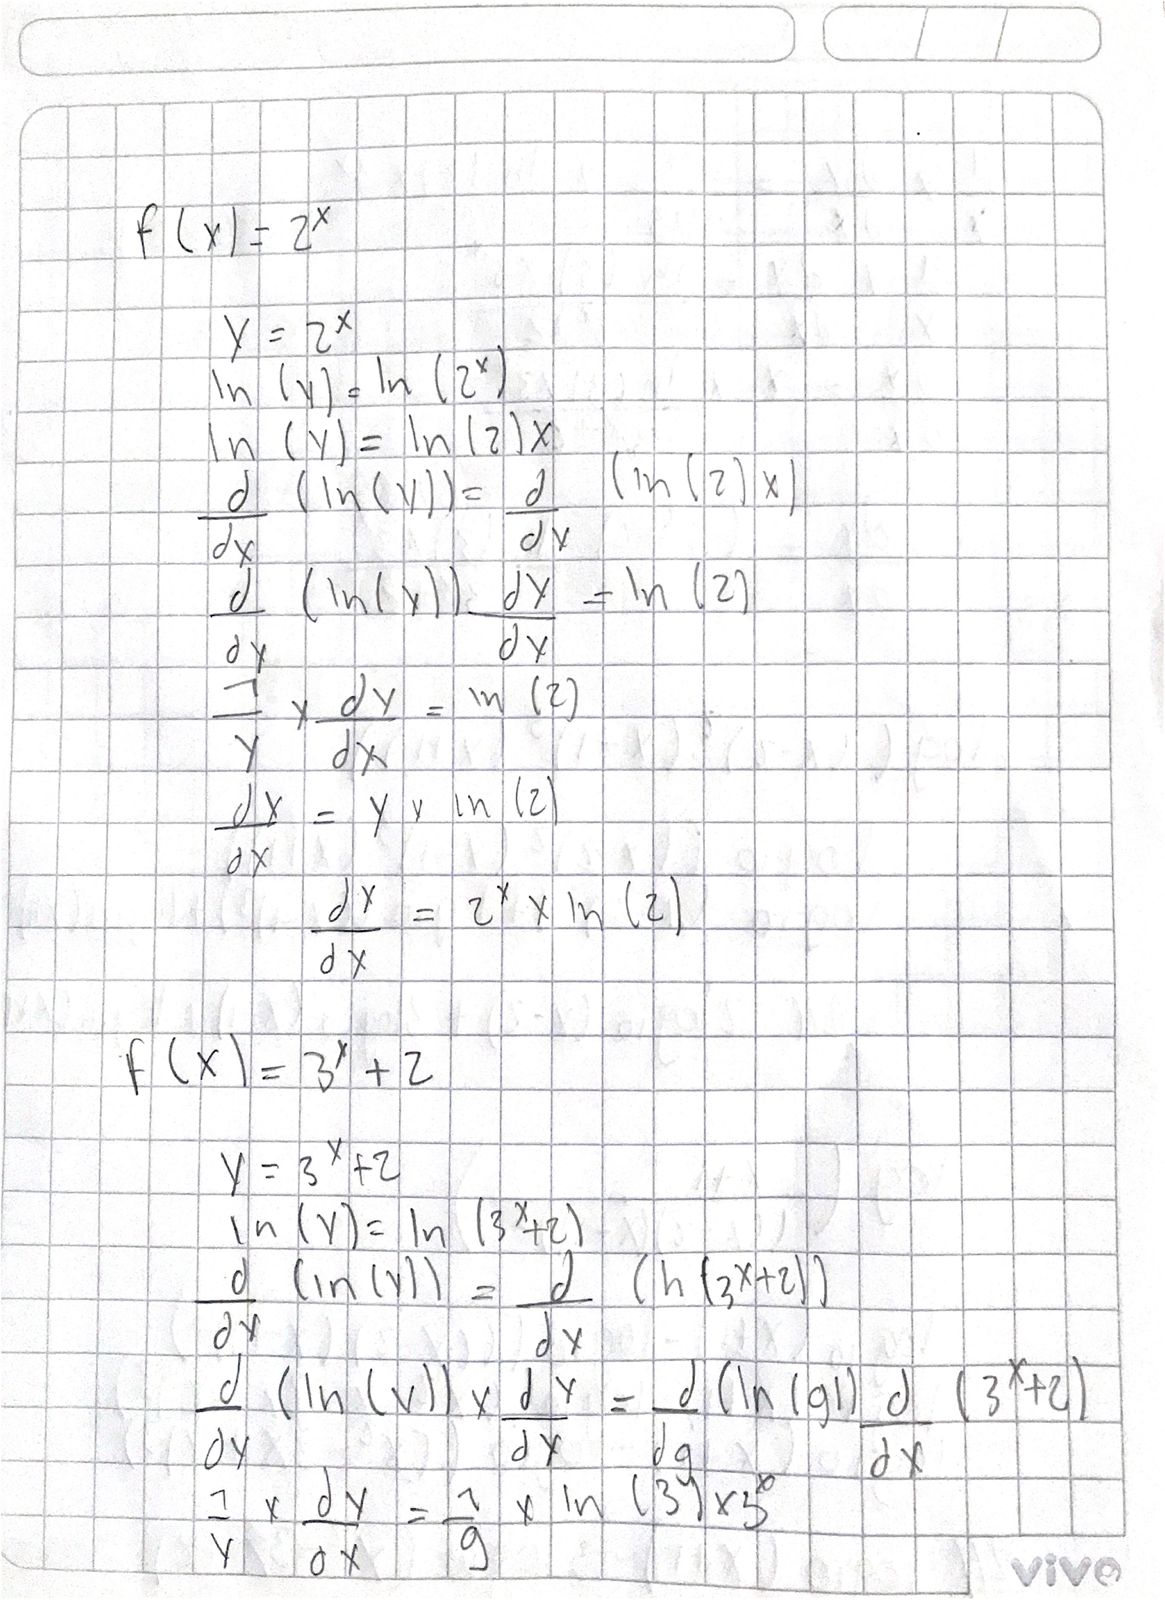 f(x) = 2^x
y = 2^x
ln (y) = ln (2^x)
ln (y) = ln(2)x
d/dx (ln(y)) = d/dx (ln(2)x)
d/dy (ln(y)) dy/dx = ln (2)
1/y x dy/dx = ln (2)
dy/dx = y x ln (2)
dy/dx = 2^x x ln (2)
f(x) = 3^x + 2
y = 3^x+2
ln (y) = ln (3^x+2)
d/dx (ln(y)) = d/dx (ln(3^x+2))
d/dy (ln(y)) x dy/dx = d/dg (ln(g)) d/dx (3^x+2)
1/y x dy/dx = 1/g x ln (3) x 3^x
vivo